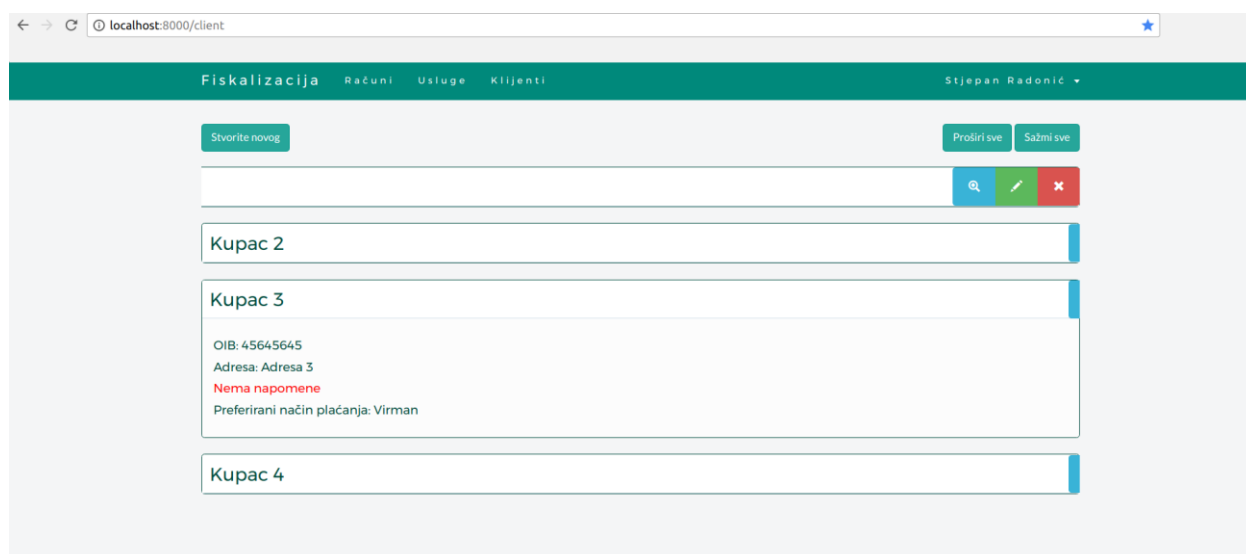 localhost:8000/client
Fiskalizacija Računi Usluge Klijenti Stjepan Radonić
Stvorite novog Proširi sve Sažmi sve
Kupac 2
Kupac 3
OIB: 45645645
Adresa: Adresa 3
Nema napomene
Preferirani način plaćanja: Virman
Kupac 4